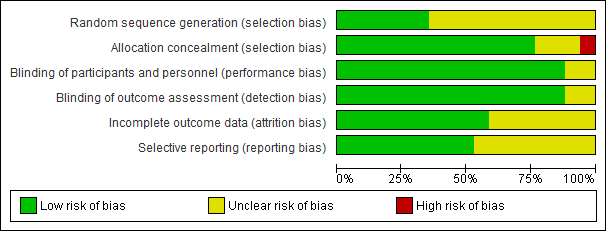 Random sequence generation (selection bias)
Allocation concealment (selection bias)
Blinding of participants and personnel (performance bias)
Blinding of outcome assessment (detection bias)
Incomplete outcome data (attrition bias)
Selective reporting (reporting bias)
0% 25% 50% 75% 100%
Low risk of bias Unclear risk of bias High risk of bias